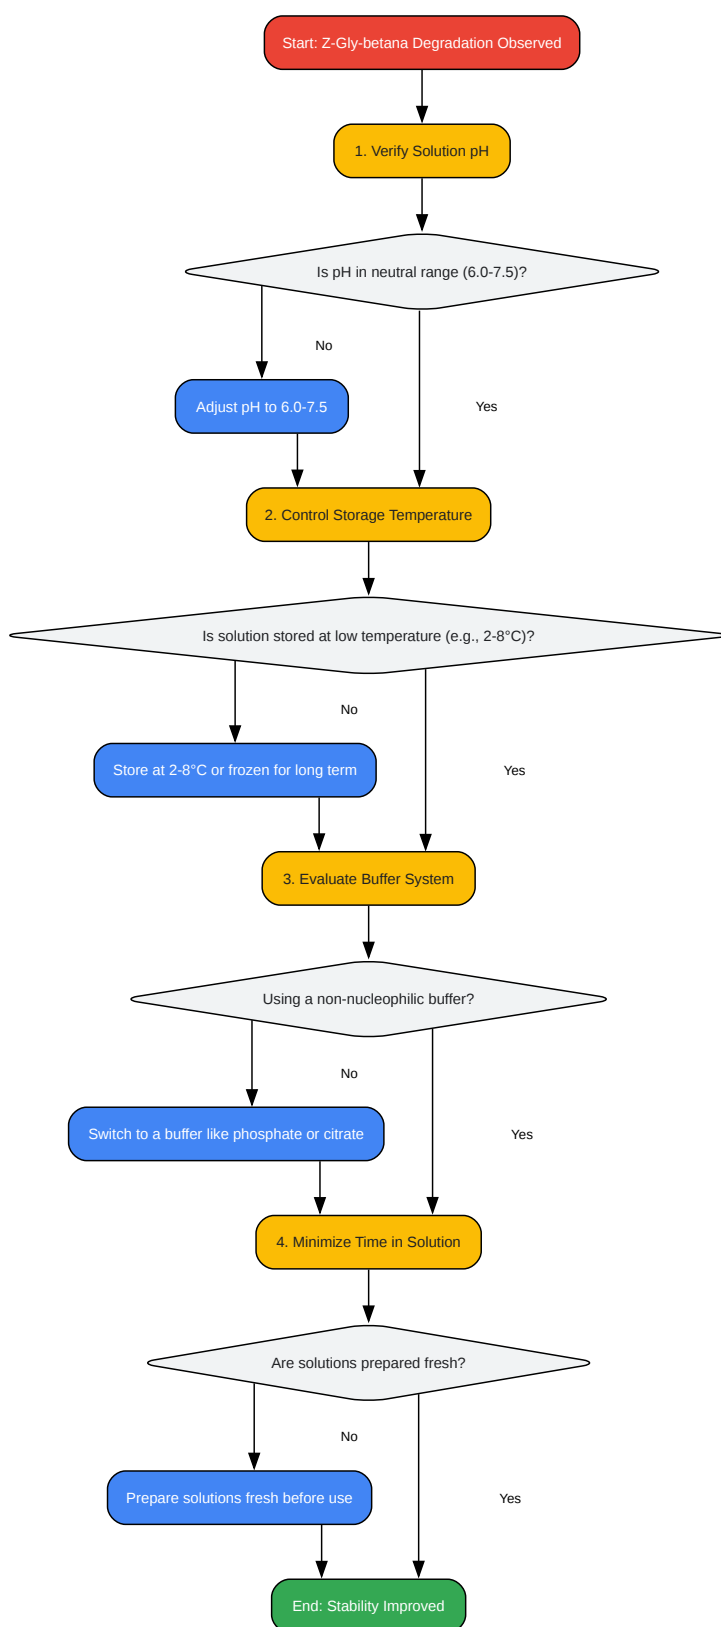 Start: Z-Gly-betana Degradation Observed
1. Verify Solution pH
Is pH in neutral range (6.0-7.5)?
No
Adjust pH to 6.0-7.5
Yes
2. Control Storage Temperature
Is solution stored at low temperature (e.g., 2-8°C)?
No
Store at 2-8°C or frozen for long term
Yes
3. Evaluate Buffer System
Using a non-nucleophilic buffer?
No
Switch to a buffer like phosphate or citrate
Yes
4. Minimize Time in Solution
Are solutions prepared fresh?
No
Prepare solutions fresh before use
Yes
End: Stability Improved